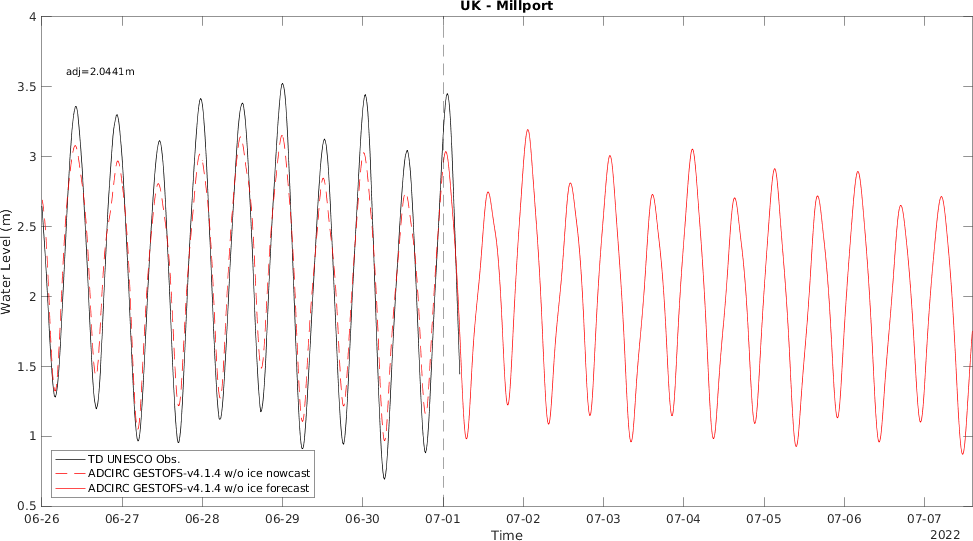 UK - Millport
adj=2.0441m
Water Level (m)
4
3.5
3
2.5
2
1.5
1
0.5
TD UNESCO Obs.
ADCIRC GESTOFS-v4.1.4 w/o ice nowcast
ADCIRC GESTOFS-v4.1.4 w/o ice forecast
06-26 06-27 06-28 06-29 06-30 07-01 07-02 07-03 07-04 07-05 07-06 07-07
Time
2022